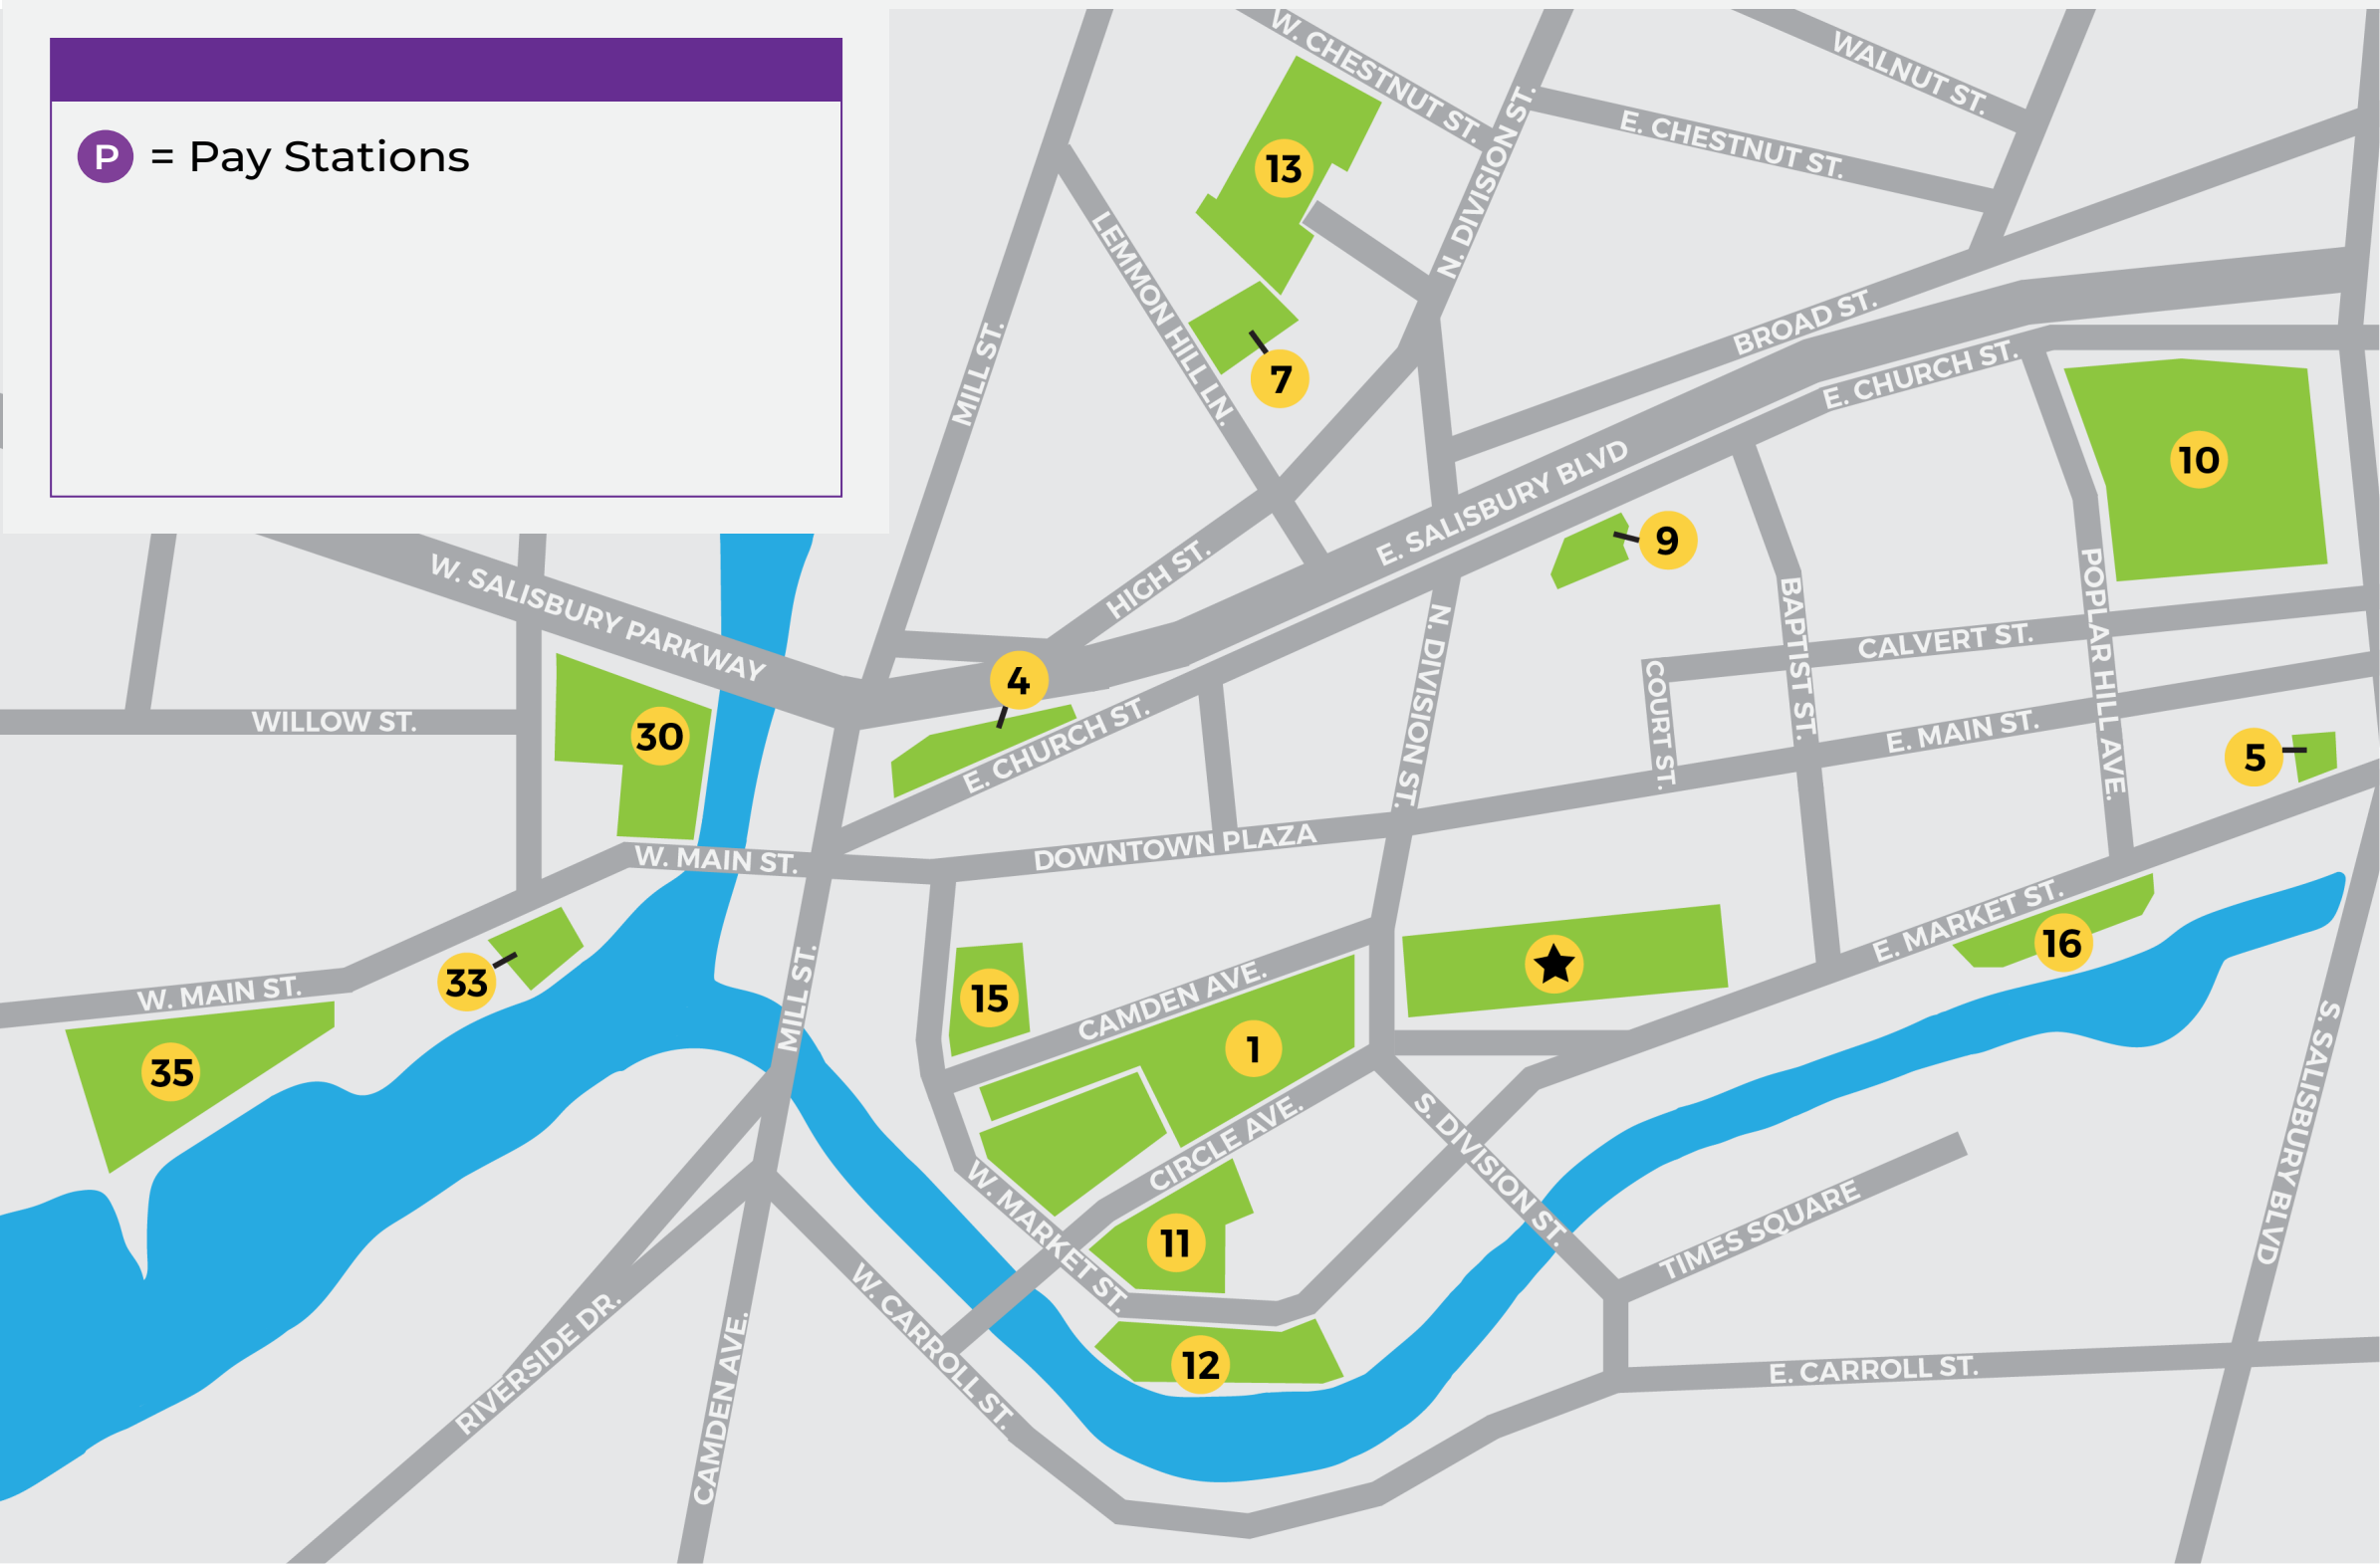 P = Pay Stations
W. CHESTNUT ST.
WALNUT ST.
E. CHESTNUT ST.
N. DIVISION ST.
13
LEMMON HILL LN.
MILL ST.
7
BROAD ST.
E. CHURCH ST.
10
E. SALISBURY BLVD
9
HIGH ST.
W. SALISBURY PARKWAY
N. DIVISION ST.
BAPTIST ST.
POPLAR HILL AVE.
CALVERT ST.
COURT ST.
4
WILLOW ST.
30
E. CHURCH ST.
E. MAIN ST.
5
DOWNTOWN PLAZA
W. MAIN ST.
E. MARKET ST.
16
33
W. MAIN ST.
MILL ST.
15
CAMDEN AVE.
1
35
S. SALISBURY BLVD
CIRCLE AVE.
S. DIVISION ST.
W. MARKET ST.
11
TIMES SQUARE
RIVERSIDE DR.
W. CARROLL ST.
12
E. CARROLL ST.
CAMDEN AVE.